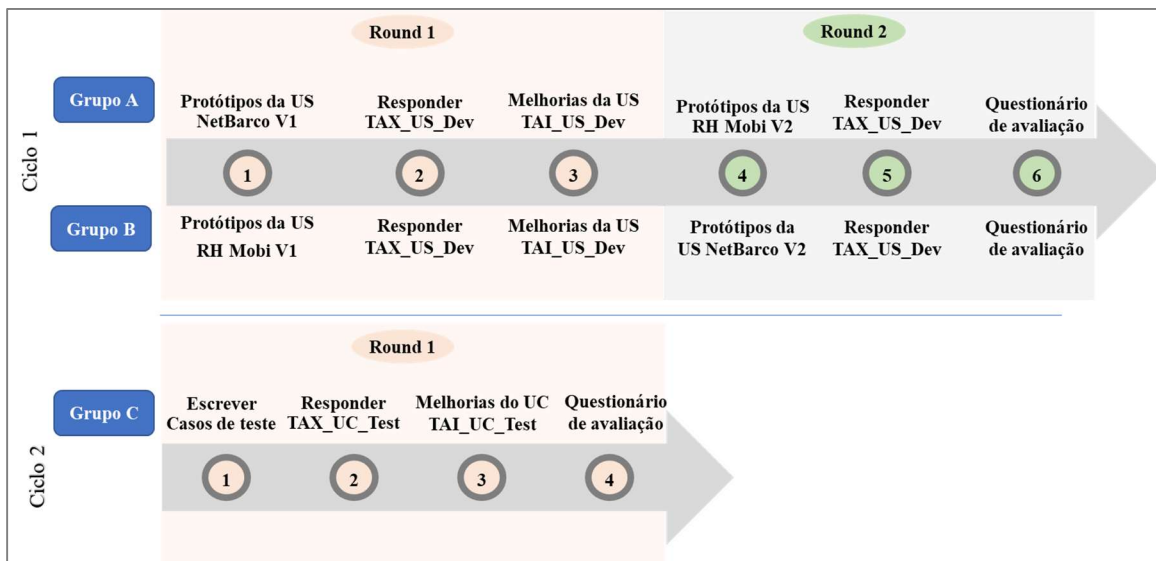 Round 1
Round 2
Ciclo 1
Grupo A
Protótipos da US
NetBarco V1
Responder
TAX_US_Dev
Melhorias da US
TAI_US_Dev
Protótipos da US
RH Mobi V2
Responder
TAX_US_Dev
Questionário
de avaliação
1
2
3
4
5
6
Grupo B
Protótipos da US
RH Mobi V1
Responder
TAX_US_Dev
Melhorias da US
TAI_US_Dev
Protótipos da
US NetBarco V2
Responder
TAX_US_Dev
Questionário
de avaliação
Round 1
Ciclo 2
Grupo C
Escrever
Casos de teste
Responder
TAX_UC_Test
Melhorias do UC
TAI_UC_Test
Questionário
de avaliação
1
2
3
4